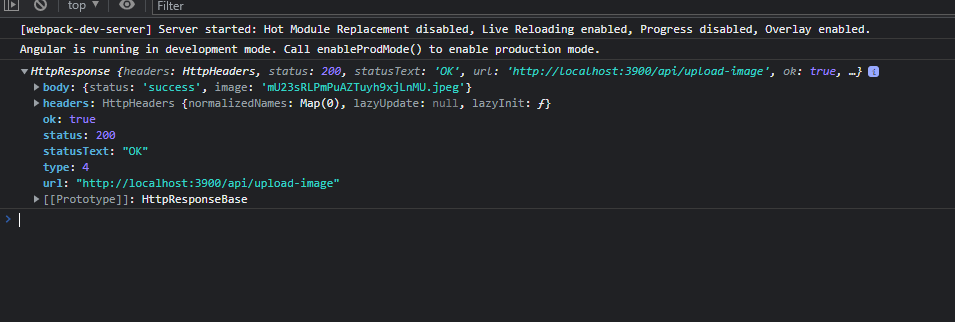 top ▼ Filter
[webpack-dev-server] Server started: Hot Module Replacement disabled, Live Reloading enabled, Progress disabled, Overlay enabled.
Angular is running in development mode. Call enableProdMode() to enable production mode.
▼HttpResponse {headers: HttpHeaders, status: 200, statusText: 'OK', url: 'http://localhost:3900/api/upload-image', ok: true, …} i
▶body: {status: 'success', image: 'mU23sRLPmPuAZTuyh9xjLnMU.jpeg'}
▶headers: HttpHeaders {normalizedNames: Map(0), lazyUpdate: null, lazyInit: ƒ}
ok: true
status: 200
statusText: "OK"
type: 4
url: "http://localhost:3900/api/upload-image"
▶[[Prototype]]: HttpResponseBase
>